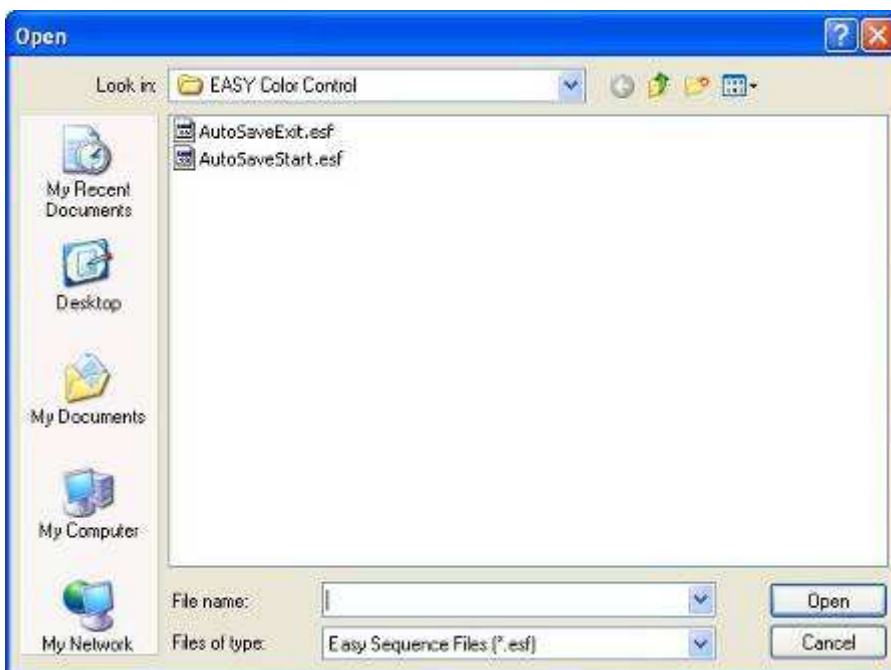 Open
Look in:
EASY Color Control
AutoSaveExit.esf
AutoSaveStart.esf
My Recent
Documents
Desktop
My Documents
My Computer
My Network
File name:
Open
Files of type:
Easy Sequence Files (*.esf)
Cancel